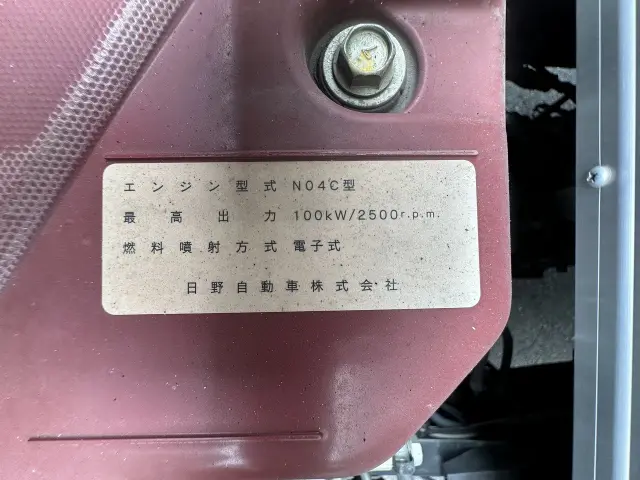 エンジン型式 N04C型
最高出力 100kW/2500r.p.m.
燃料噴射方式 電子式
日野自動車株式会社